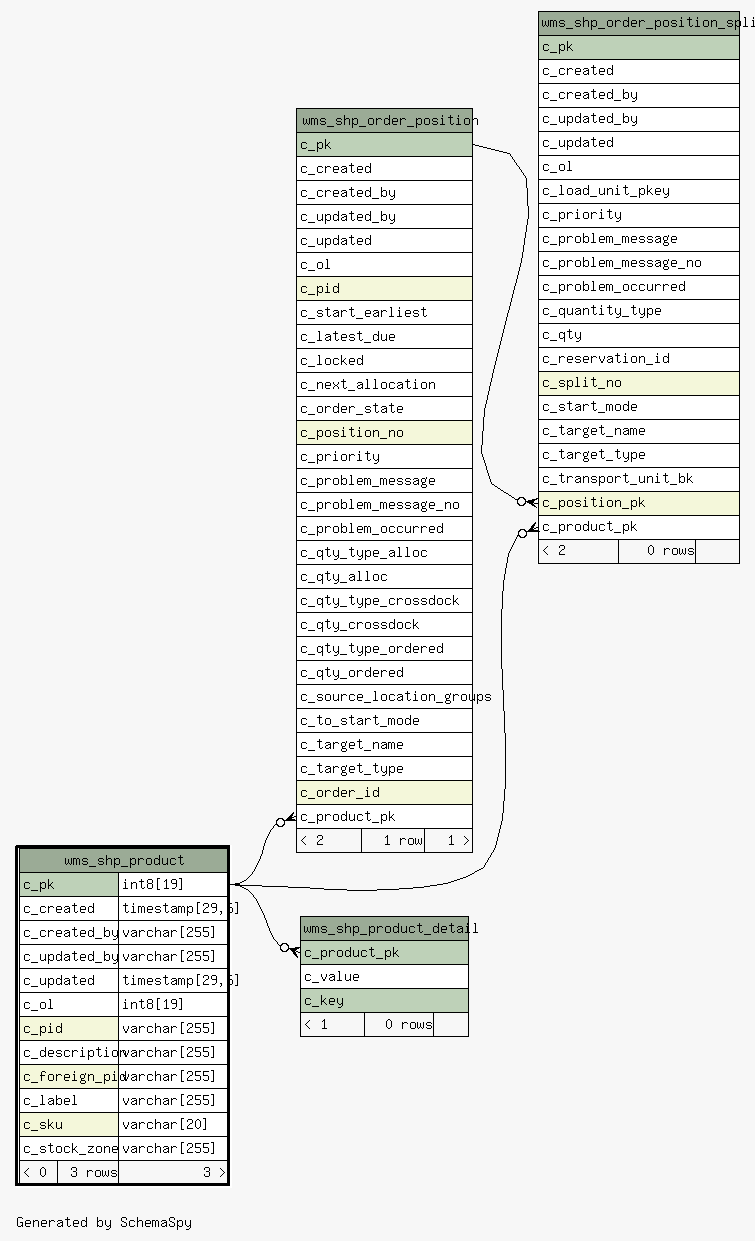 wms_shp_order_position_spli
c_pk
c_created
c_created_by
c_updated_by
c_updated
c_ol
c_load_unit_pkey
c_priority
c_problem_message
c_problem_message_no
c_problem_occurred
c_quantity_type
c_qty
c_reservation_id
c_split_no
c_start_mode
c_target_name
c_target_type
c_transport_unit_bk
c_position_pk
c_product_pk
< 2 0 rows
wms_shp_order_position
c_pk
c_created
c_created_by
c_updated_by
c_updated
c_ol
c_pid
c_start_earliest
c_latest_due
c_locked
c_next_allocation
c_order_state
c_position_no
c_priority
c_problem_message
c_problem_message_no
c_problem_occurred
c_qty_type_alloc
c_qty_alloc
c_qty_type_crossdock
c_qty_crossdock
c_qty_type_ordered
c_qty_ordered
c_source_location_groups
c_to_start_mode
c_target_name
c_target_type
c_order_id
c_product_pk
< 2 1 row 1 >
wms_shp_product
c_pk int8[19]
c_created timestamp[29,6]
c_created_by varchar[255]
c_updated_by varchar[255]
c_updated timestamp[29,6]
c_ol int8[19]
c_pid varchar[255]
c_description varchar[255]
c_foreign_pid varchar[255]
c_label varchar[255]
c_sku varchar[20]
c_stock_zone varchar[255]
< 0 3 rows 3 >
wms_shp_product_detail
c_product_pk
c_value
c_key
< 1 0 rows
Generated by SchemaSpy